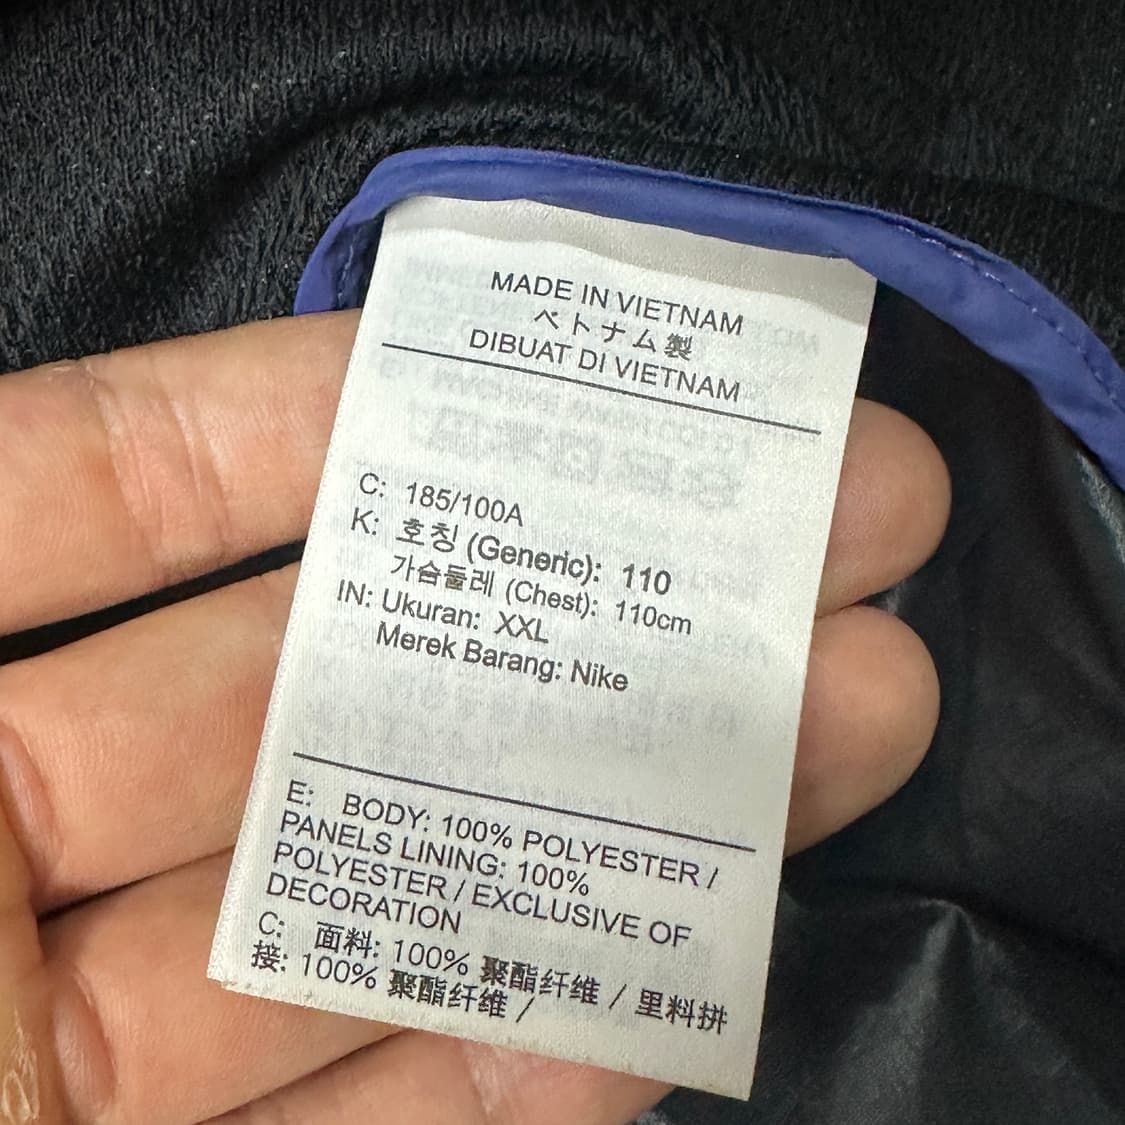 MADE IN VIETNAM
ベトナム製
DIBUAT DI VIETNAM
C: 185/100A
K: 호칭 (Generic): 110
가슴둘레 (Chest): 110cm
IN: Ukuran: XXL
Merek Barang: Nike
E: BODY: 100% POLYESTER /
PANELS LINING: 100%
POLYESTER / EXCLUSIVE OF
DECORATION
C: 面料: 100% 聚酯纤维 / 里料拼
接: 100% 聚酯纤维 /